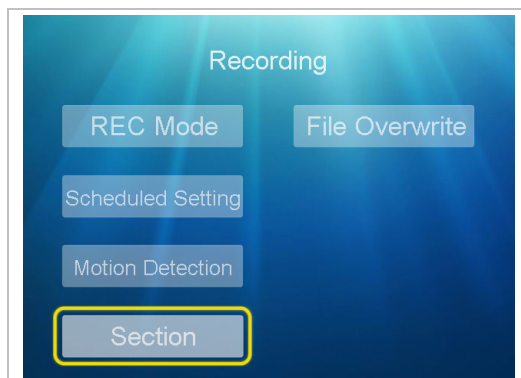 Recording
REC Mode
File Overwrite
Scheduled Setting
Motion Detection
Section